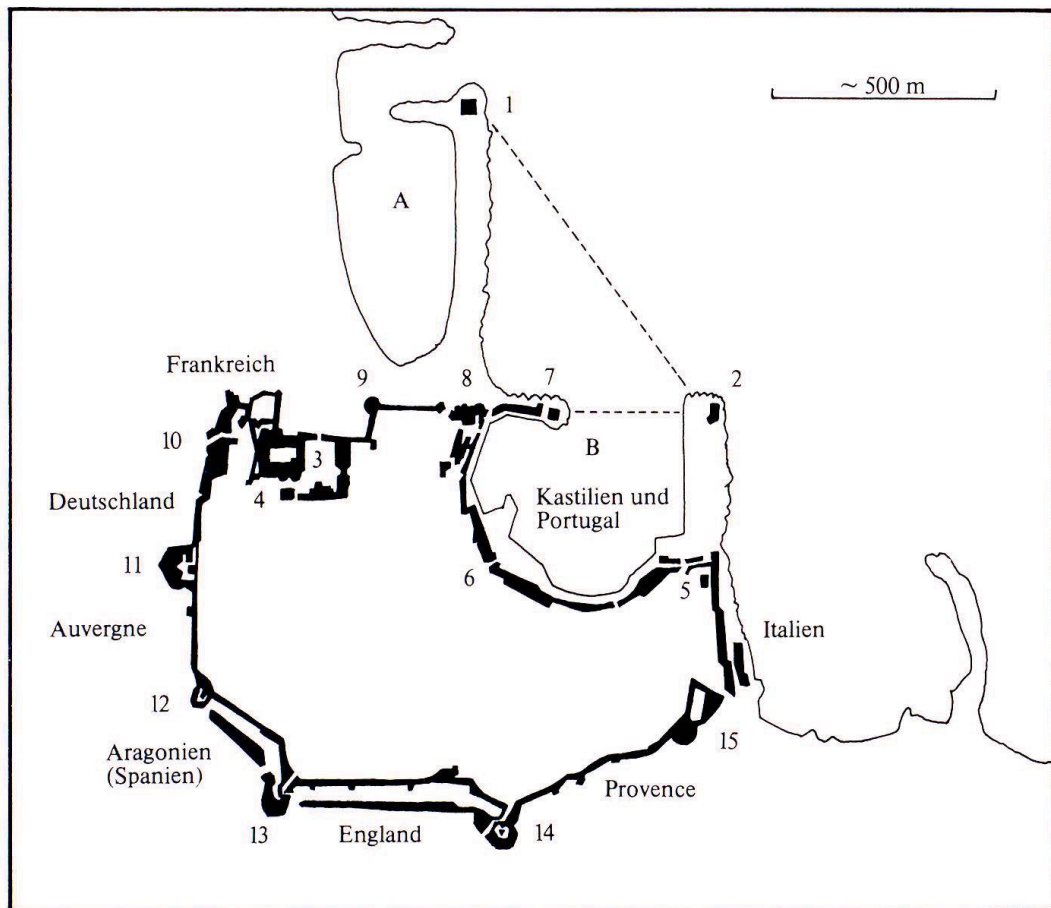 ~ 500 m
1
A
Frankreich
9
8
7
2
10
3
B
4
Deutschland
Kastilien und
Portugal
11
6
5
Auvergne
Italien
12
15
Aragonien
(Spanien)
Provence
13
England
14